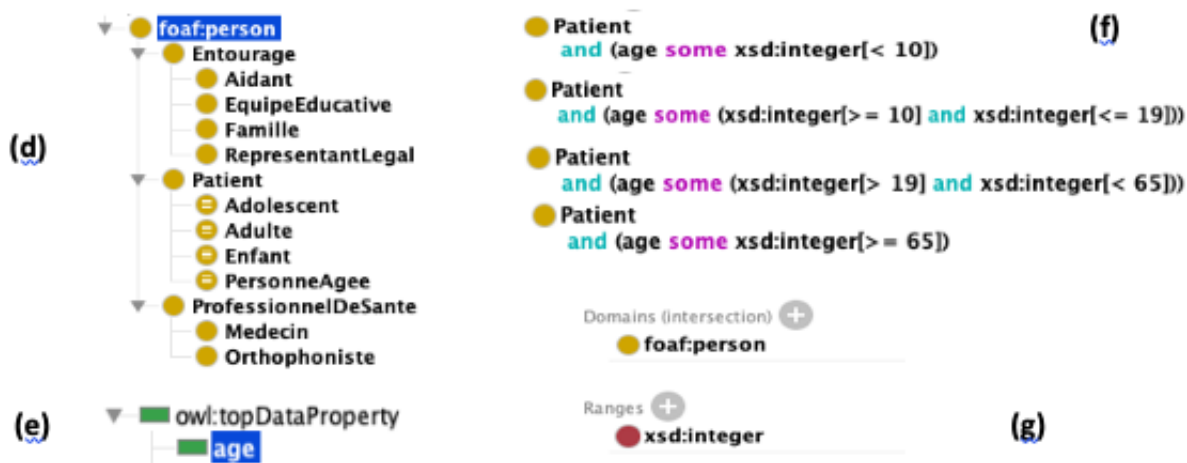 foaf:person
Entourage
Aidant
EquipeEducative
Famille
RepresentantLegal
(d)
Patient
Adolescent
Adulte
Enfant
PersonneAgee
ProfessionnelDeSante
Medecin
Orthophoniste
(e)
owl:topDataProperty
age
(f)
Patient
and (age some xsd:integer[< 10])
Patient
and (age some (xsd:integer[>= 10] and xsd:integer[<= 19]))
Patient
and (age some (xsd:integer[> 19] and xsd:integer[< 65]))
Patient
and (age some xsd:integer[>= 65])
Domains (intersection)
foaf:person
Ranges
xsd:integer
(g)